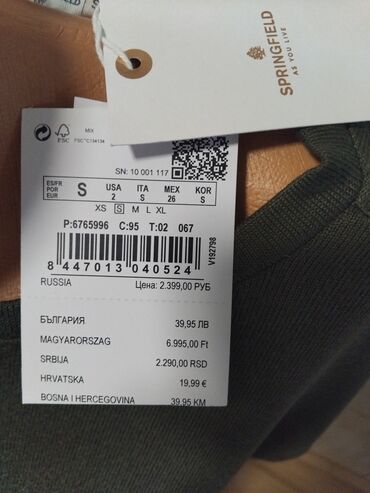 SPRINGFIELD
AS YOU LIVE
MIX
FSC
FSC® C134134
SN: 10 001 117
ES/FR POR EUR S USA 2 ITA S MEX 26 KOR S
XS S M L XL
P:6765996 C:95 T:02 067
V192798
8 447013 040524
RUSSIA Цена: 2.399,00 РУБ
БЪЛГАРИЯ 39,95 ЛВ
MAGYARORSZAG 6.995,00 Ft
SRBIJA 2.290,00 RSD
HRVATSKA 19,99 €
BOSNA I HERCEGOVINA 39,95 KM